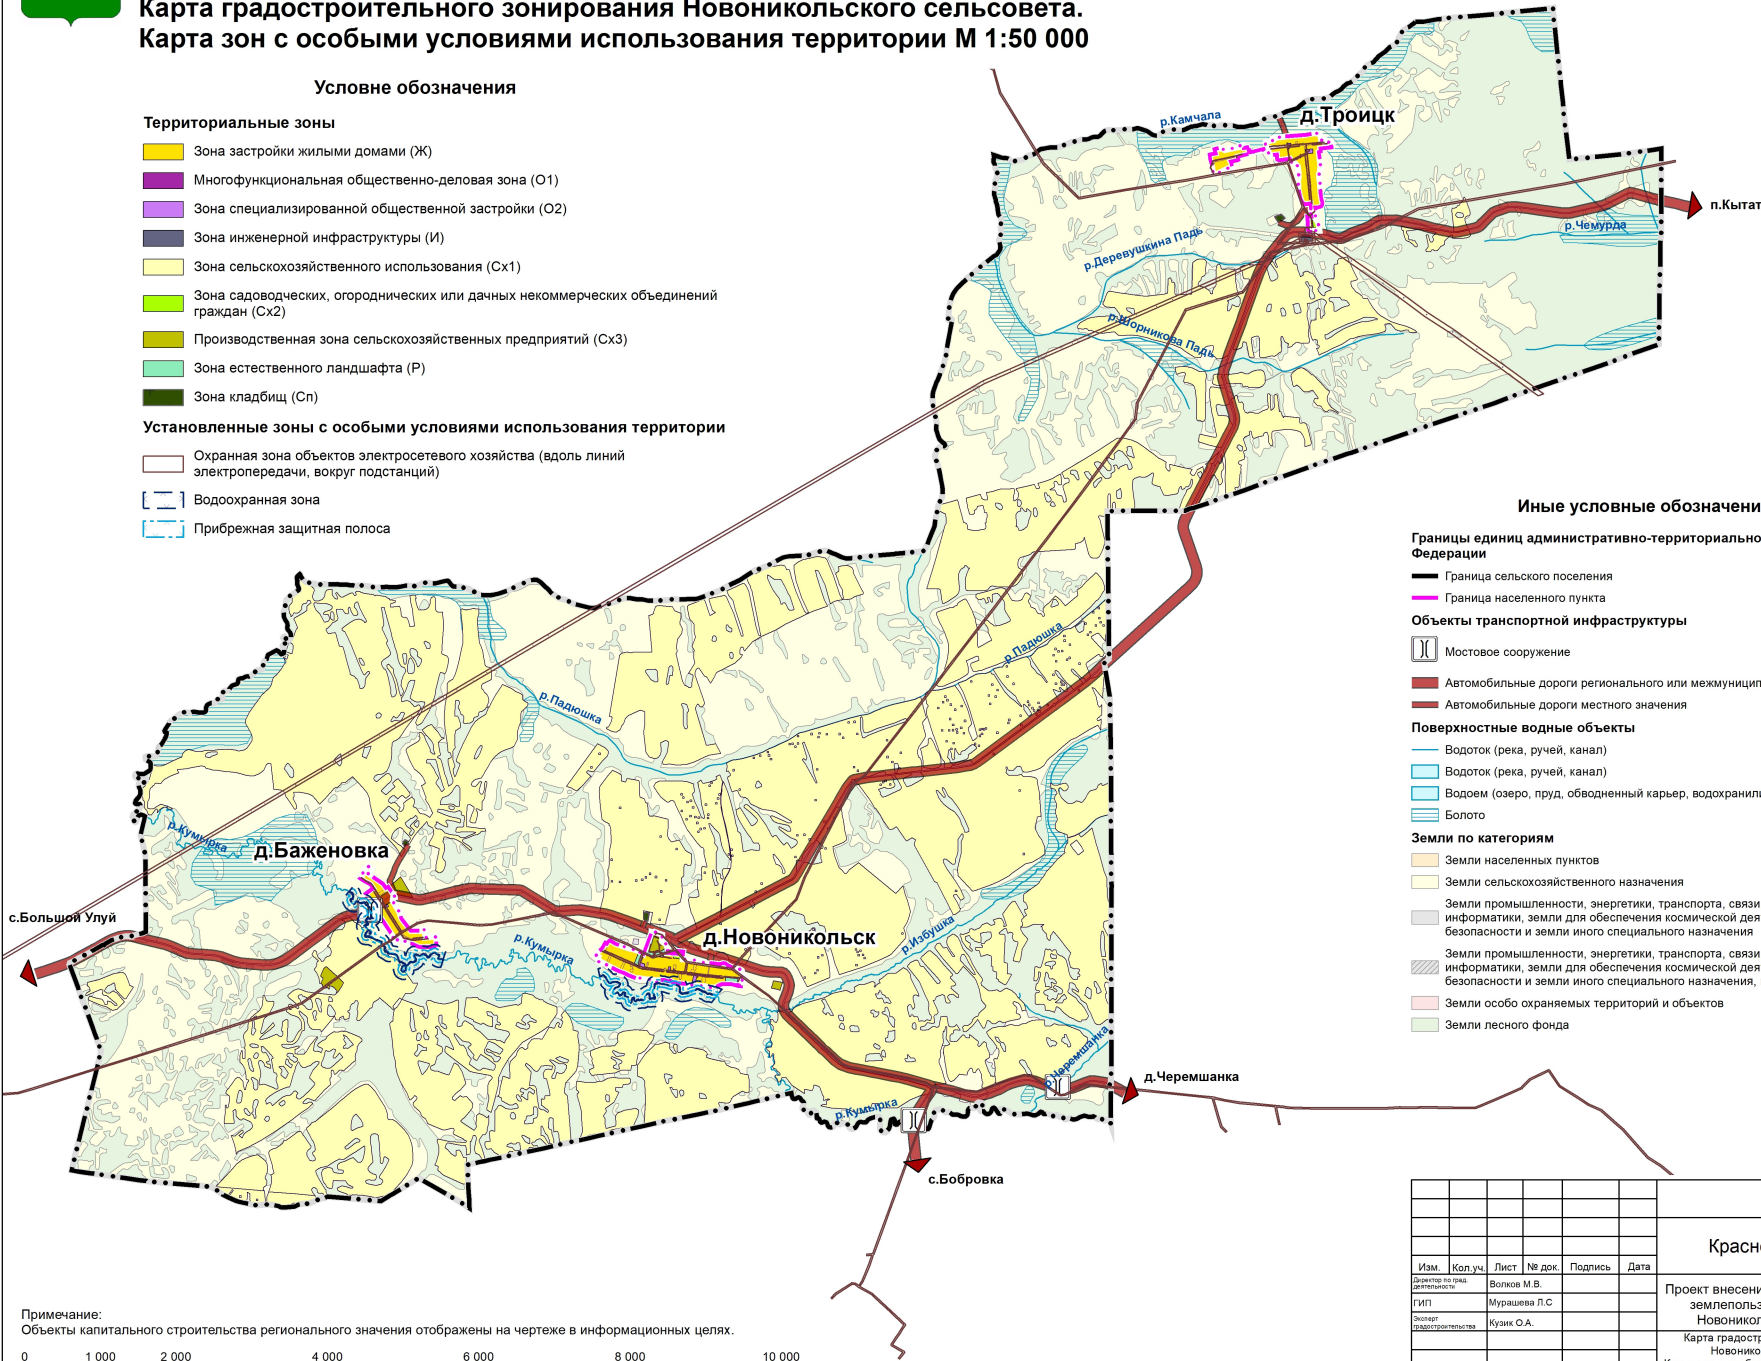 Карта градостроительного зонирования Новоникольского сельсовета.
Карта зон с особыми условиями использования территории М 1:50 000
Условне обозначения
Территориальные зоны
Зона застройки жилыми домами (Ж)
Многофункциональная общественно-деловая зона (О1)
Зона специализированной общественной застройки (О2)
Зона инженерной инфраструктуры (И)
Зона сельскохозяйственного использования (Сх1)
Зона садоводческих, огороднических или дачных некоммерческих объединений
граждан (Сх2)
Производственная зона сельскохозяйственных предприятий (Сх3)
Зона естественного ландшафта (Р)
Зона кладбищ (Сп)
Установленные зоны с особыми условиями использования территории
Охранная зона объектов электросетевого хозяйства (вдоль линий
электропередачи, вокруг подстанций)
Водоохранная зона
Прибрежная защитная полоса
р.Камчала
д.Троицк
п.Кытат
р.Чемурда
р.Деревушкина Падь
р.Шорникова Падь
р.Падюшка
р.Падюшка
р.Кумырка
д.Баженовка
с.Большой Улуй
р.Кумырка
д.Новоникольск
р.Избушка
р.Черемшанка
д.Черемшанка
р.Кумырка
с.Бобровка
Иные условные обозначени
Границы единиц административно-территориально
Федерации
Граница сельского поселения
Граница населенного пункта
Объекты транспортной инфраструктуры
Мостовое сооружение
Автомобильные дороги регионального или межмуницип
Автомобильные дороги местного значения
Поверхностные водные объекты
Водоток (река, ручей, канал)
Водоток (река, ручей, канал)
Водоем (озеро, пруд, обводненный карьер, водохранили
Болото
Земли по категориям
Земли населенных пунктов
Земли сельскохозяйственного назначения
Земли промышленности, энергетики, транспорта, связи
информатики, земли для обеспечения космической дея
безопасности и земли иного специального назначения
Земли промышленности, энергетики, транспорта, связи
информатики, земли для обеспечения космической дея
безопасности и земли иного специального назначения,
Земли особо охраняемых территорий и объектов
Земли лесного фонда
Изм. Кол.уч. Лист № док. Подпись Дата
Директор по град. деятельности Волков М.В.
ГИП Мурашева Л.С
Эксперт градостроительства Кузик О.А.
Красн
Проект внесени
землепольз
Новоникол
Карта градостр
Новонико
Примечание:
Объекты капитального строительства регионального значения отображены на чертеже в информационных целях.
0 1 000 2 000 4 000 6 000 8 000 10 000